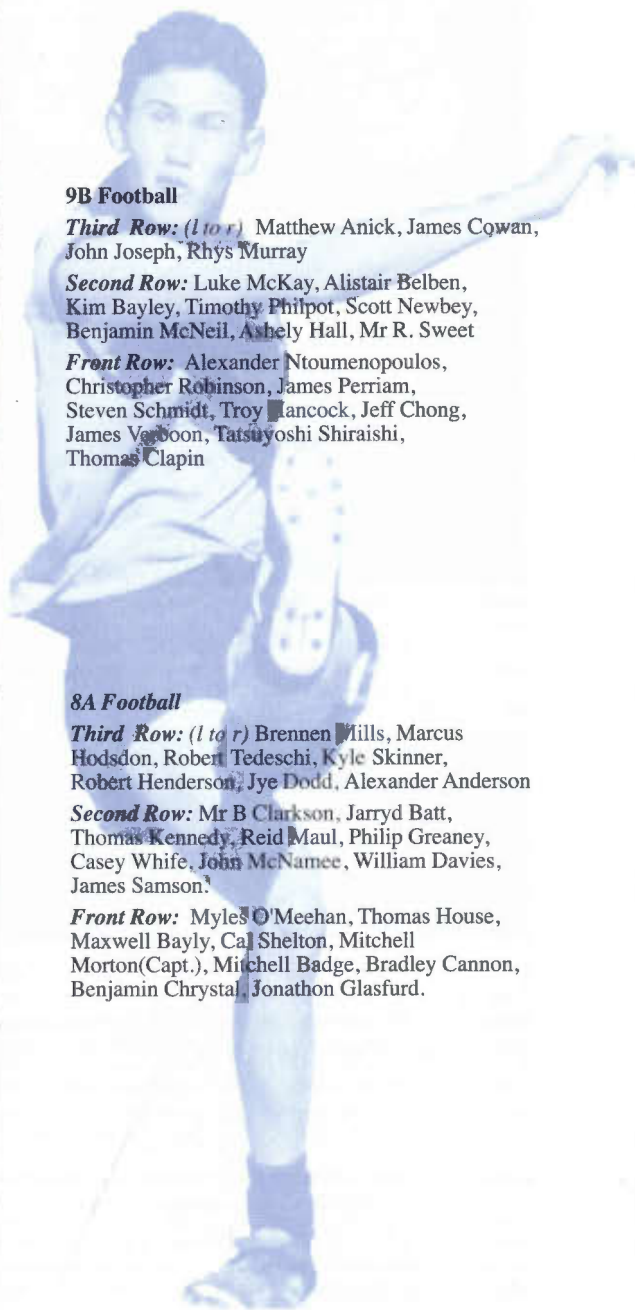 9B Football
Third Row: (l to r) Matthew Anick, James Cowan,
John Joseph, Rhys Murray
Second Row: Luke McKay, Alistair Belben,
Kim Bayley, Timothy Philpot, Scott Newbey,
Benjamin McNeil, Ashely Hall, Mr R. Sweet
Front Row: Alexander Ntoumenopoulos,
Christopher Robinson, James Perriam,
Steven Schmidt, Troy Hancock, Jeff Chong,
James Verboon, Tatsuyoshi Shiraishi,
Thomas Clapin
8A Football
Third Row: (l to r) Brennen Mills, Marcus
Hodsdon, Robert Tedeschi, Kyle Skinner,
Robert Henderson, Jye Dodd, Alexander Anderson
Second Row: Mr B Clarkson, Jarryd Batt,
Thomas Kennedy, Reid Maul, Philip Greaney,
Casey Whife, John McNamee, William Davies,
James Samson.
Front Row: Myles O'Meehan, Thomas House,
Maxwell Bayly, Cal Shelton, Mitchell
Morton(Capt.), Mitchell Badge, Bradley Cannon,
Benjamin Chrystal, Jonathon Glasfurd.